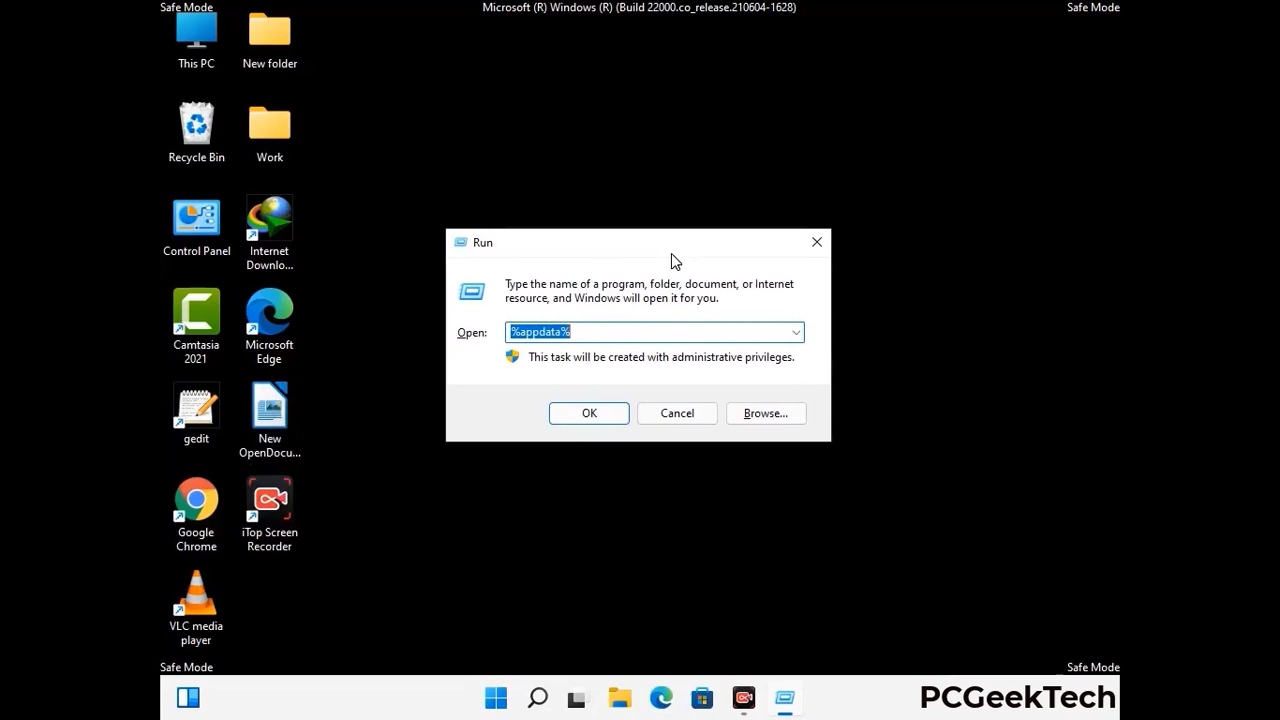 Safe Mode
Microsoft (R) Windows (R) (Build 22000.co_release.210604-1628)
Safe Mode
This PC
New folder
Recycle Bin
Work
Control Panel
Internet
Downlo...
Camtasia
2021
Microsoft
Edge
gedit
New
OpenDocu...
Google
Chrome
iTop Screen
Recorder
VLC media
player
Run
Type the name of a program, folder, document, or Internet
resource, and Windows will open it for you.
Open:
%appdata%
This task will be created with administrative privileges.
OK
Cancel
Browse...
Safe Mode
Safe Mode
PCGeekTech